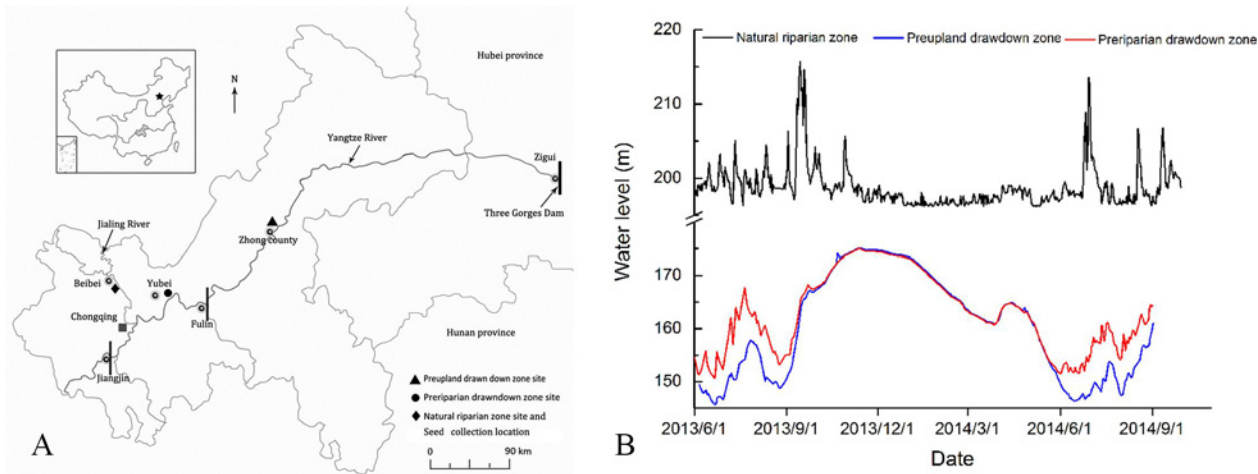 Hubei province
N
Yangtze River
Zigui
Three Gorges Dam
Zhong county
Jialing River
Beibei
Yubei
Chongqing
Fulin
Jiangjin
Hunan province
Preupland drawn down zone site
Preriparian drawndown zone site
Natural riparian zone site and
Seed collection location
0 90 km
A
B
Natural riparian zone Preupland drawdown zone Preriparian drawdown zone
Water level (m)
220
210
200
170
160
150
2013/6/1 2013/9/1 2013/12/1 2014/3/1 2014/6/1 2014/9/1
Date